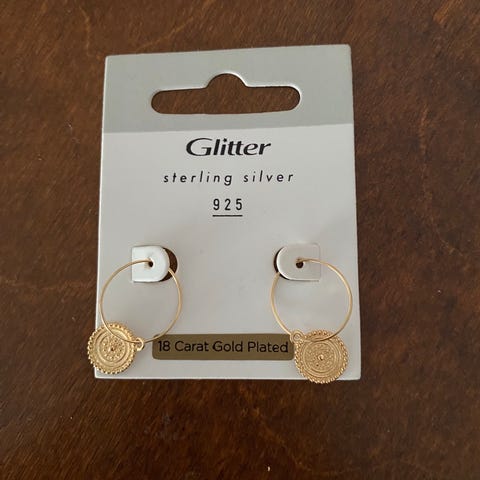 Glitter
sterling silver
925
18 Carat Gold Plated